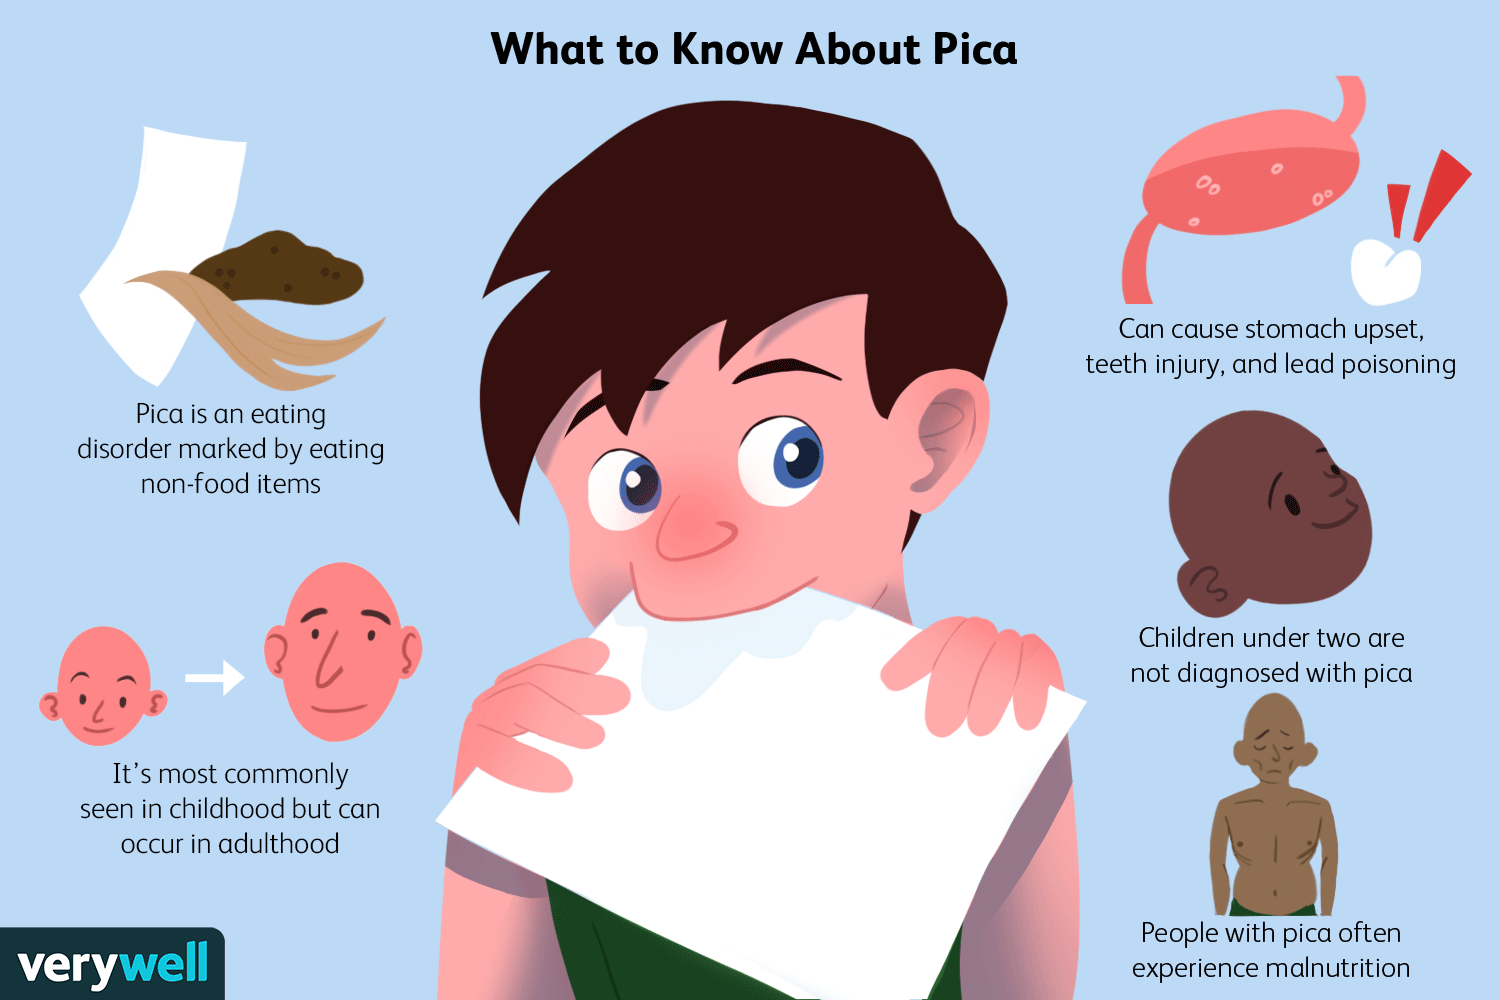 What to Know About Pica
Pica is an eating
disorder marked by eating
non-food items
Can cause stomach upset,
teeth injury, and lead poisoning
It's most commonly
seen in childhood but can
occur in adulthood
Children under two are
not diagnosed with pica
People with pica often
experience malnutrition
verywell